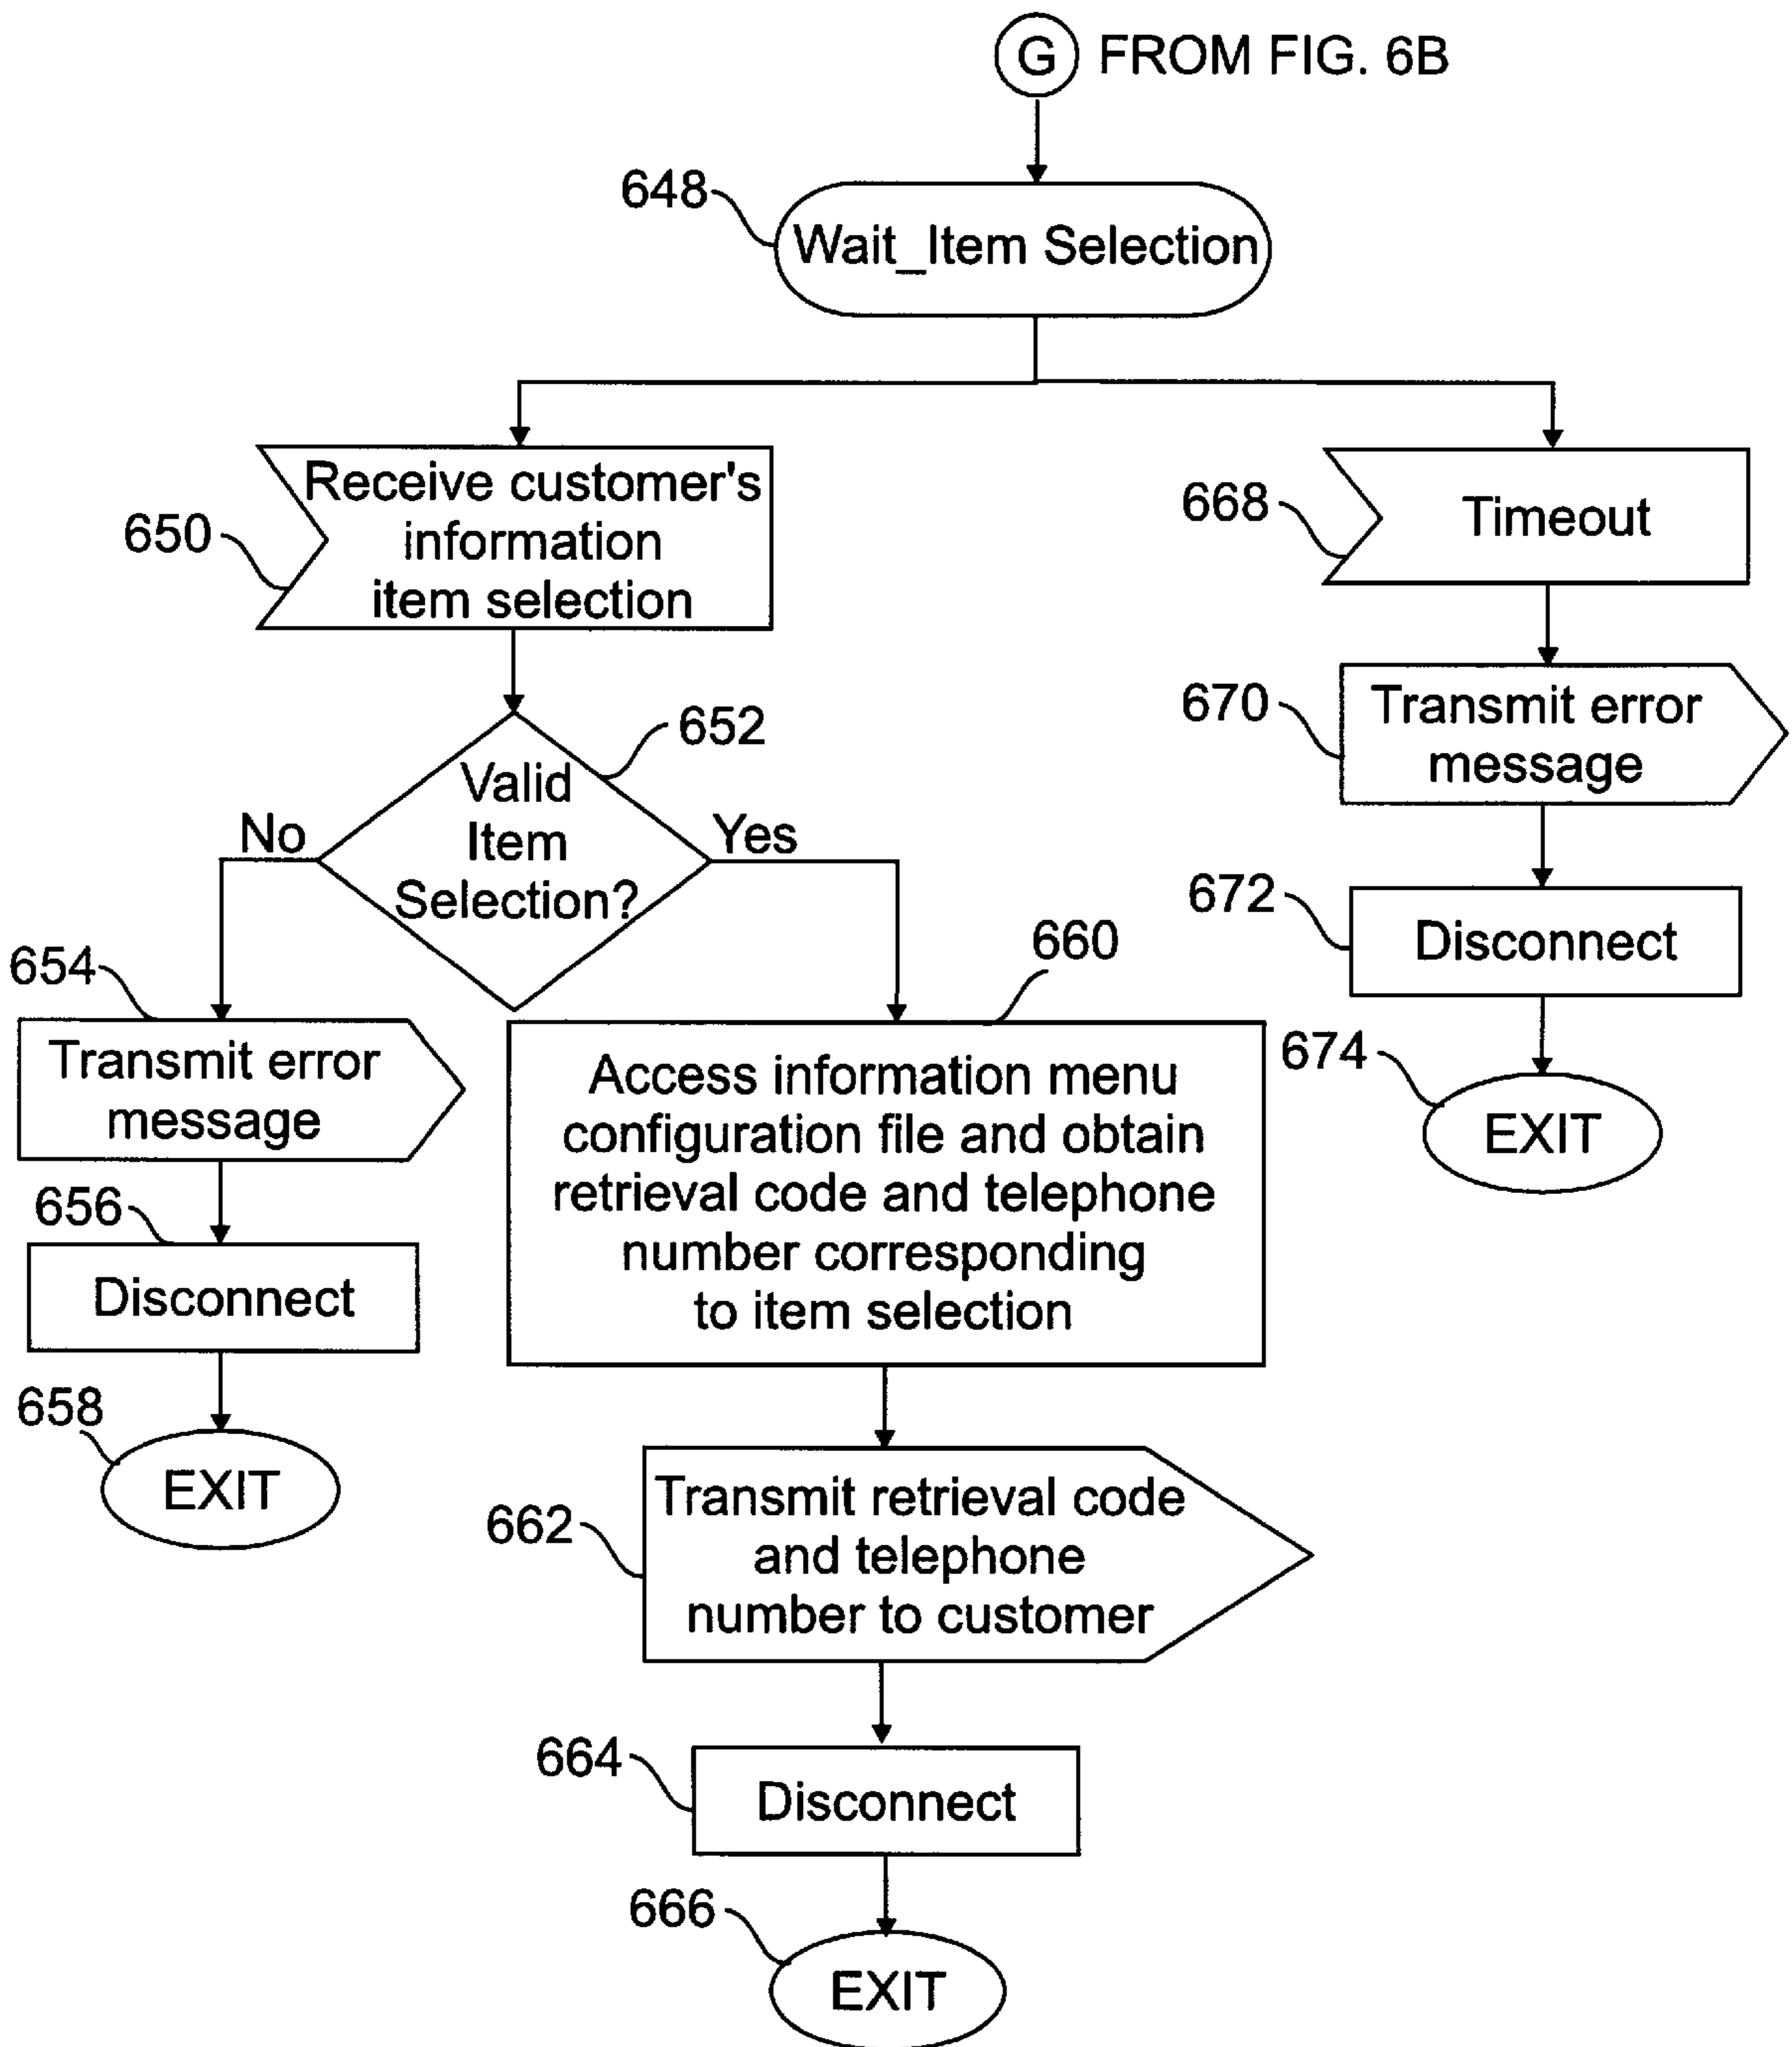 G FROM FIG. 6B
648
Wait_Item Selection
650
Receive customer's
information
item selection
652
Valid
Item
Selection?
No
Yes
654
Transmit error
message
656
Disconnect
658
EXIT
660
Access information menu
configuration file and obtain
retrieval code and telephone
number corresponding
to item selection
662
Transmit retrieval code
and telephone
number to customer
664
Disconnect
666
EXIT
668
Timeout
670
Transmit error
message
672
Disconnect
674
EXIT